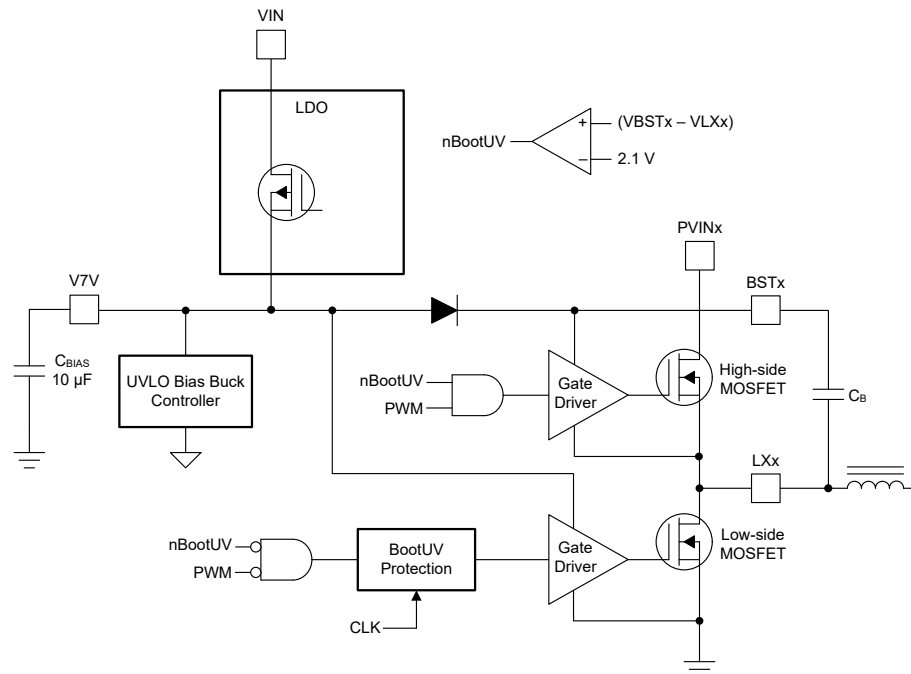 VIN
LDO
nBootUV
(VBSTx – VLXx)
2.1 V
PVINx
V7V
BSTx
CBIAS
10 µF
UVLO Bias Buck
Controller
nBootUV
PWM
Gate
Driver
High-side
MOSFET
CB
LXx
nBootUV
PWM
BootUV
Protection
Gate
Driver
Low-side
MOSFET
CLK